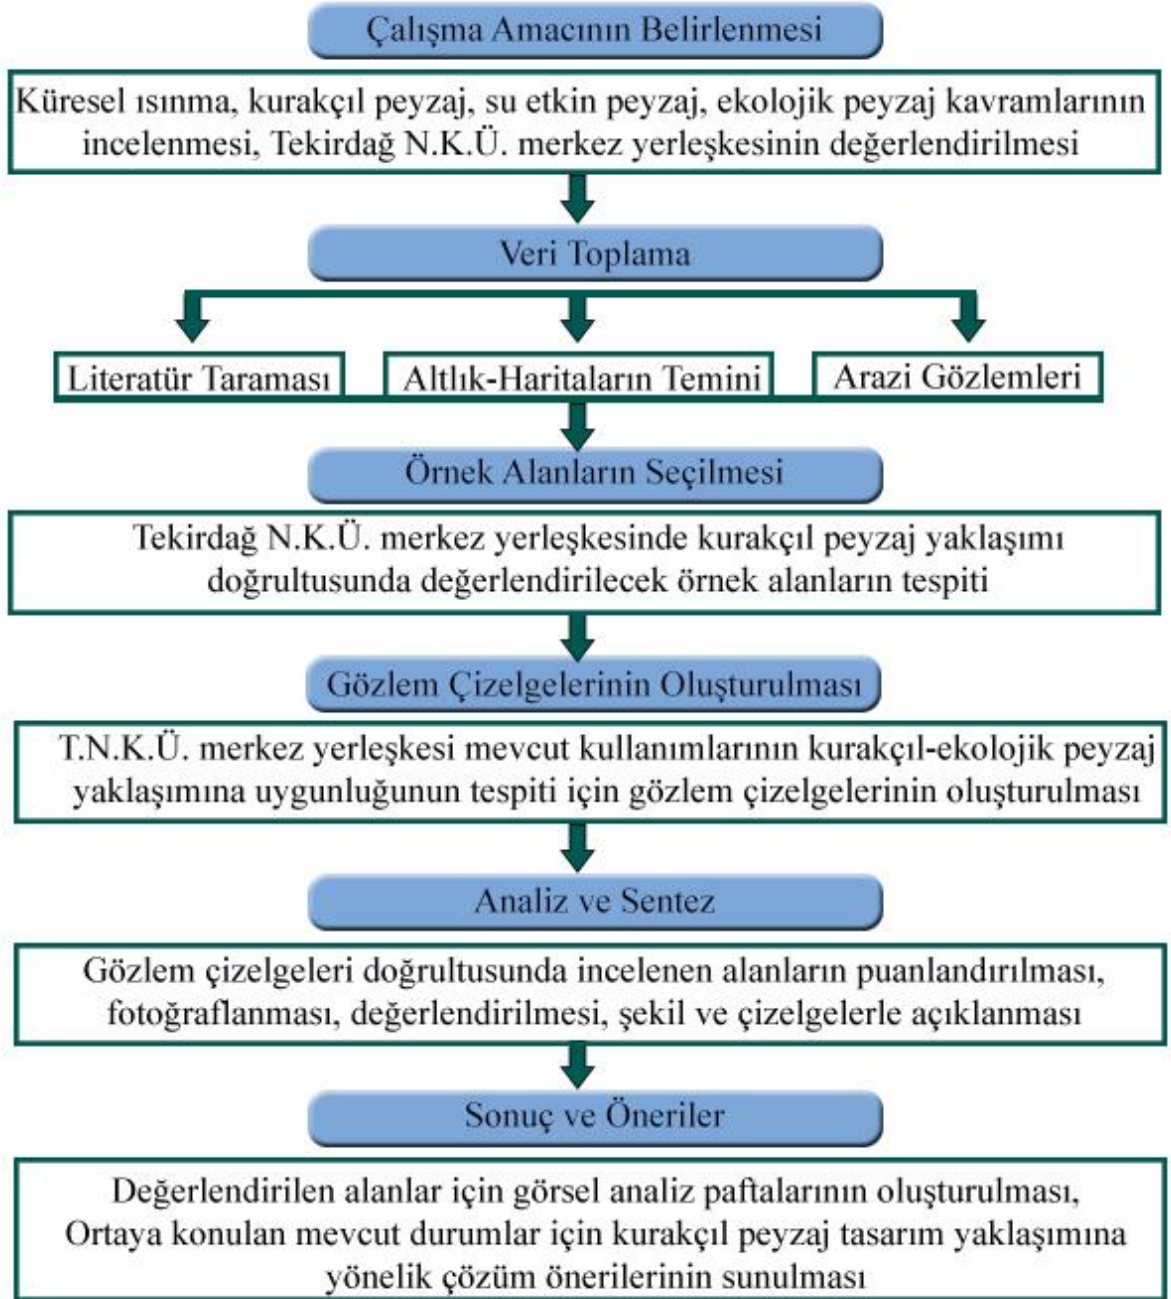 Çalışma Amacının Belirlenmesi
Küresel ısınma, kurakçıl peyzaj, su etkin peyzaj, ekolojik peyzaj kavramlarının
incelenmesi, Tekirdağ N.K.Ü. merkez yerleşkesinin değerlendirilmesi
Veri Toplama
Literatür Taraması
Altlık-Haritaların Temini
Arazi Gözlemleri
Örnek Alanların Seçilmesi
Tekirdağ N.K.Ü. merkez yerleşkesinde kurakçıl peyzaj yaklaşımı
doğrultusunda değerlendirilecek örnek alanların tespiti
Gözlem Çizelgelerinin Oluşturulması
T.N.K.Ü. merkez yerleşkesi mevcut kullanımlarının kurakçıl-ekolojik peyzaj
yaklaşımına uygunluğunun tespiti için gözlem çizelgelerinin oluşturulması
Analiz ve Sentez
Gözlem çizelgeleri doğrultusunda incelenen alanların puanlandırılması,
fotoğraflanması, değerlendirilmesi, şekil ve çizelgelerle açıklanması
Sonuç ve Öneriler
Değerlendirilen alanlar için görsel analiz paftalarının oluşturulması,
Ortaya konulan mevcut durumlar için kurakçıl peyzaj tasarım yaklaşımına
yönelik çözüm önerilerinin sunulması